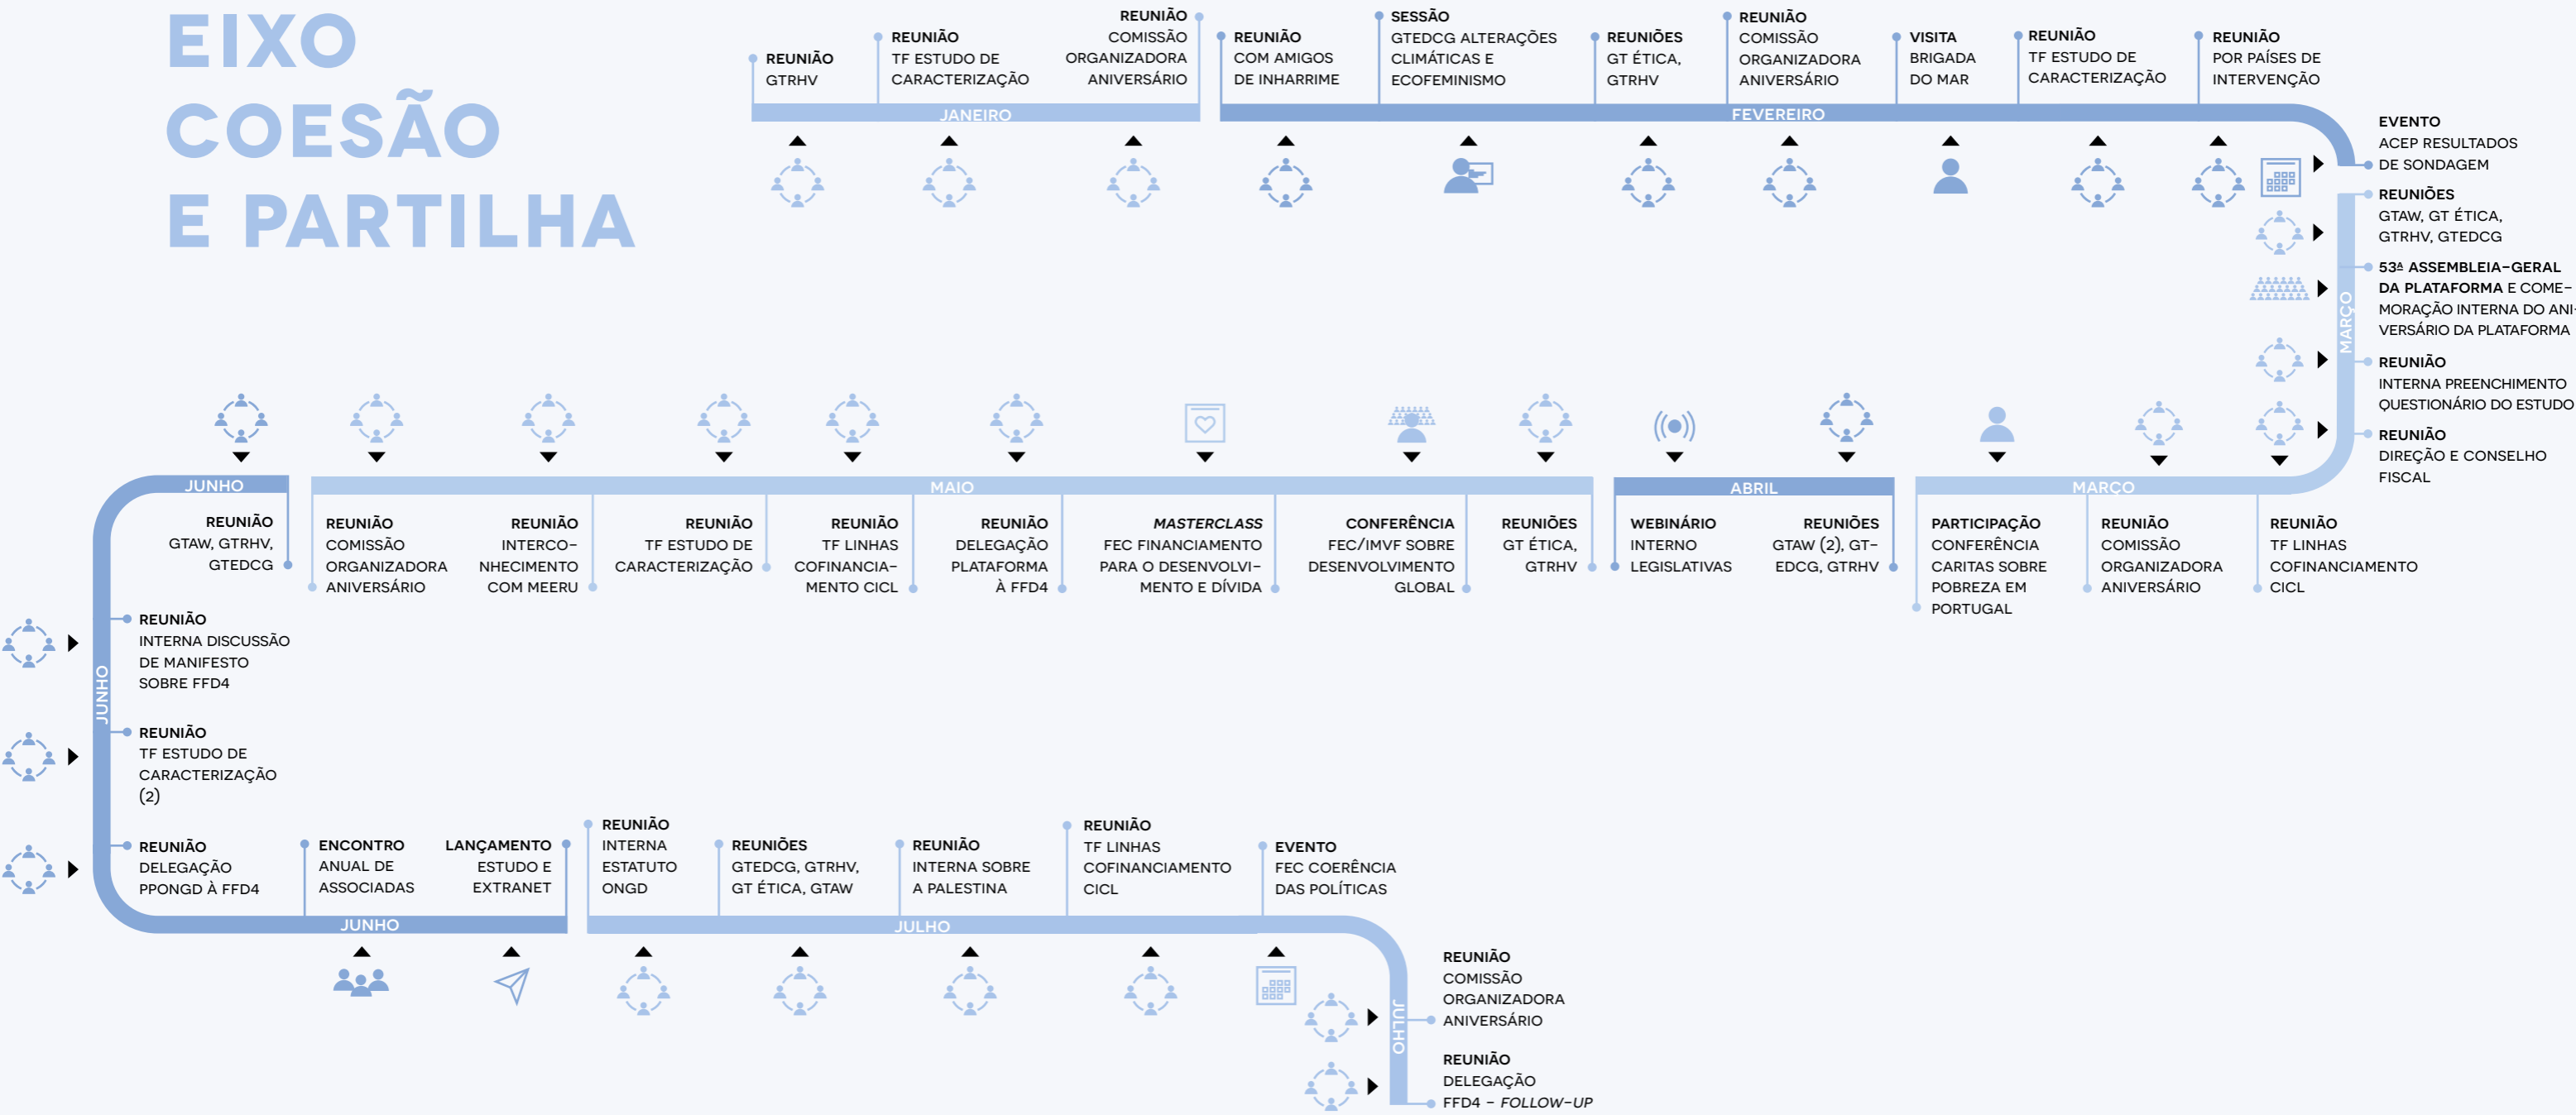 EIXO
COESÃO
E PARTILHA
REUNIÃO
GTRHV
REUNIÃO
TF ESTUDO DE
CARACTERIZAÇÃO
REUNIÃO
COMISSÃO
ORGANIZADORA
ANIVERSÁRIO
JANEIRO
REUNIÃO
COM AMIGOS
DE INHARRIME
SESSÃO
GTEDCG ALTERAÇÕES
CLIMÁTICAS E
ECOFEMINISMO
REUNIÕES
GT ÉTICA,
GTRHV
REUNIÃO
COMISSÃO
ORGANIZADORA
ANIVERSÁRIO
VISITA
BRIGADA
DO MAR
REUNIÃO
TF ESTUDO DE
CARACTERIZAÇÃO
REUNIÃO
POR PAÍSES DE
INTERVENÇÃO
FEVEREIRO
EVENTO
ACEP RESULTADOS
DE SONDAGEM
REUNIÕES
GTAW, GT ÉTICA,
GTRHV, GTEDCG
53ª ASSEMBLEIA-GERAL
DA PLATAFORMA E COME-
MORAÇÃO INTERNA DO ANI-
VERSÁRIO DA PLATAFORMA
MARÇO
REUNIÃO
INTERNA PREENCHIMENTO
QUESTIONÁRIO DO ESTUDO
REUNIÃO
DIREÇÃO E CONSELHO
FISCAL
MARÇO
REUNIÃO
TF LINHAS
COFINANCIAMENTO
CICL
REUNIÃO
COMISSÃO
ORGANIZADORA
ANIVERSÁRIO
PARTICIPAÇÃO
CONFERÊNCIA
CARITAS SOBRE
POBREZA EM
PORTUGAL
ABRIL
REUNIÕES
GTAW (2), GT-
EDCG, GTRHV
WEBINÁRIO
INTERNO
LEGISLATIVAS
MAIO
REUNIÕES
GT ÉTICA,
GTRHV
CONFERÊNCIA
FEC/IMVF SOBRE
DESENVOLVIMENTO
GLOBAL
MASTERCLASS
FEC FINANCIAMENTO
PARA O DESENVOLVI-
MENTO E DÍVIDA
REUNIÃO
DELEGAÇÃO
PLATAFORMA
À FFD4
REUNIÃO
TF LINHAS
COFINANCIA-
MENTO CICL
REUNIÃO
TF ESTUDO DE
CARACTERIZAÇÃO
REUNIÃO
INTERCO-
NHECIMENTO
COM MEERU
REUNIÃO
COMISSÃO
ORGANIZADORA
ANIVERSÁRIO
JUNHO
REUNIÃO
GTAW, GTRHV,
GTEDCG
REUNIÃO
INTERNA DISCUSSÃO
DE MANIFESTO
SOBRE FFD4
JUNHO
REUNIÃO
TF ESTUDO DE
CARACTERIZAÇÃO
(2)
REUNIÃO
DELEGAÇÃO
PPONGD À FFD4
ENCONTRO
ANUAL DE
ASSOCIADAS
LANÇAMENTO
ESTUDO E
EXTRANET
JUNHO
REUNIÃO
INTERNA
ESTATUTO
ONGD
REUNIÕES
GTEDCG, GTRHV,
GT ÉTICA, GTAW
REUNIÃO
INTERNA SOBRE
A PALESTINA
REUNIÃO
TF LINHAS
COFINANCIAMENTO
CICL
EVENTO
FEC COERÊNCIA
DAS POLÍTICAS
JULHO
REUNIÃO
COMISSÃO
ORGANIZADORA
ANIVERSÁRIO
JULHO
REUNIÃO
DELEGAÇÃO
FFD4 - FOLLOW-UP